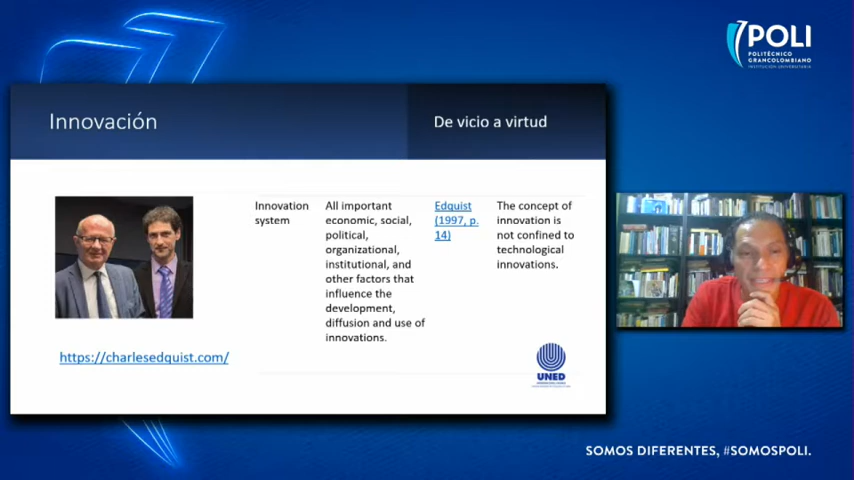 POLI
POLITÉCNICO
GRANCOLOMBIANO
INSTITUCIÓN UNIVERSITARIA
Innovación
De vicio a virtud
Innovation
system
All important
economic, social,
political,
organizational,
institutional, and
other factors that
influence the
development,
diffusion and use of
innovations.
Edquist
(1997, p.
14)
The concept of
innovation is
not confined to
technological
innovations.
https://charlesedquist.com/
UNED
SOMOS DIFERENTES, #SOMOSPOLI.